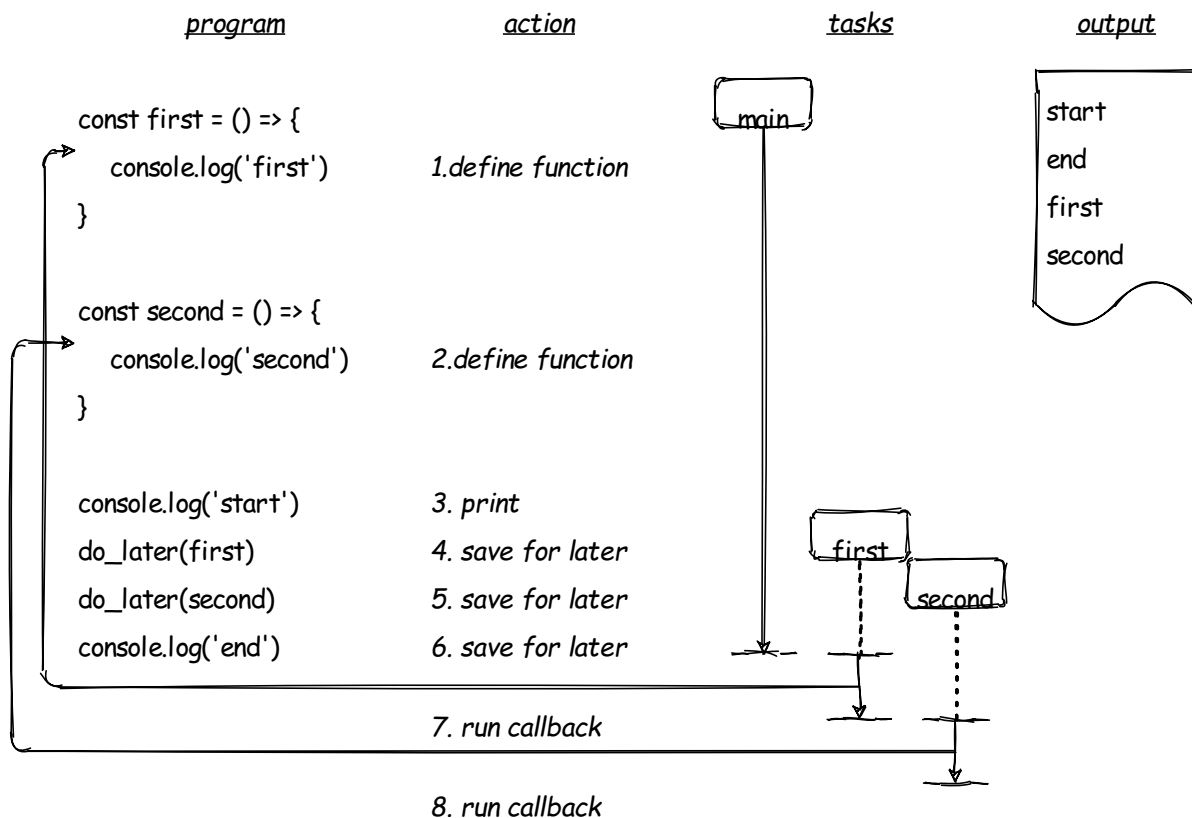 program action tasks output
const first = () => { main start
console.log('first') 1.define function end
} first
second
const second = () => {
console.log('second') 2.define function
}
console.log('start') 3. print
do_later(first) 4. save for later first
do_later(second) 5. save for later second
console.log('end') 6. save for later
7. run callback
8. run callback